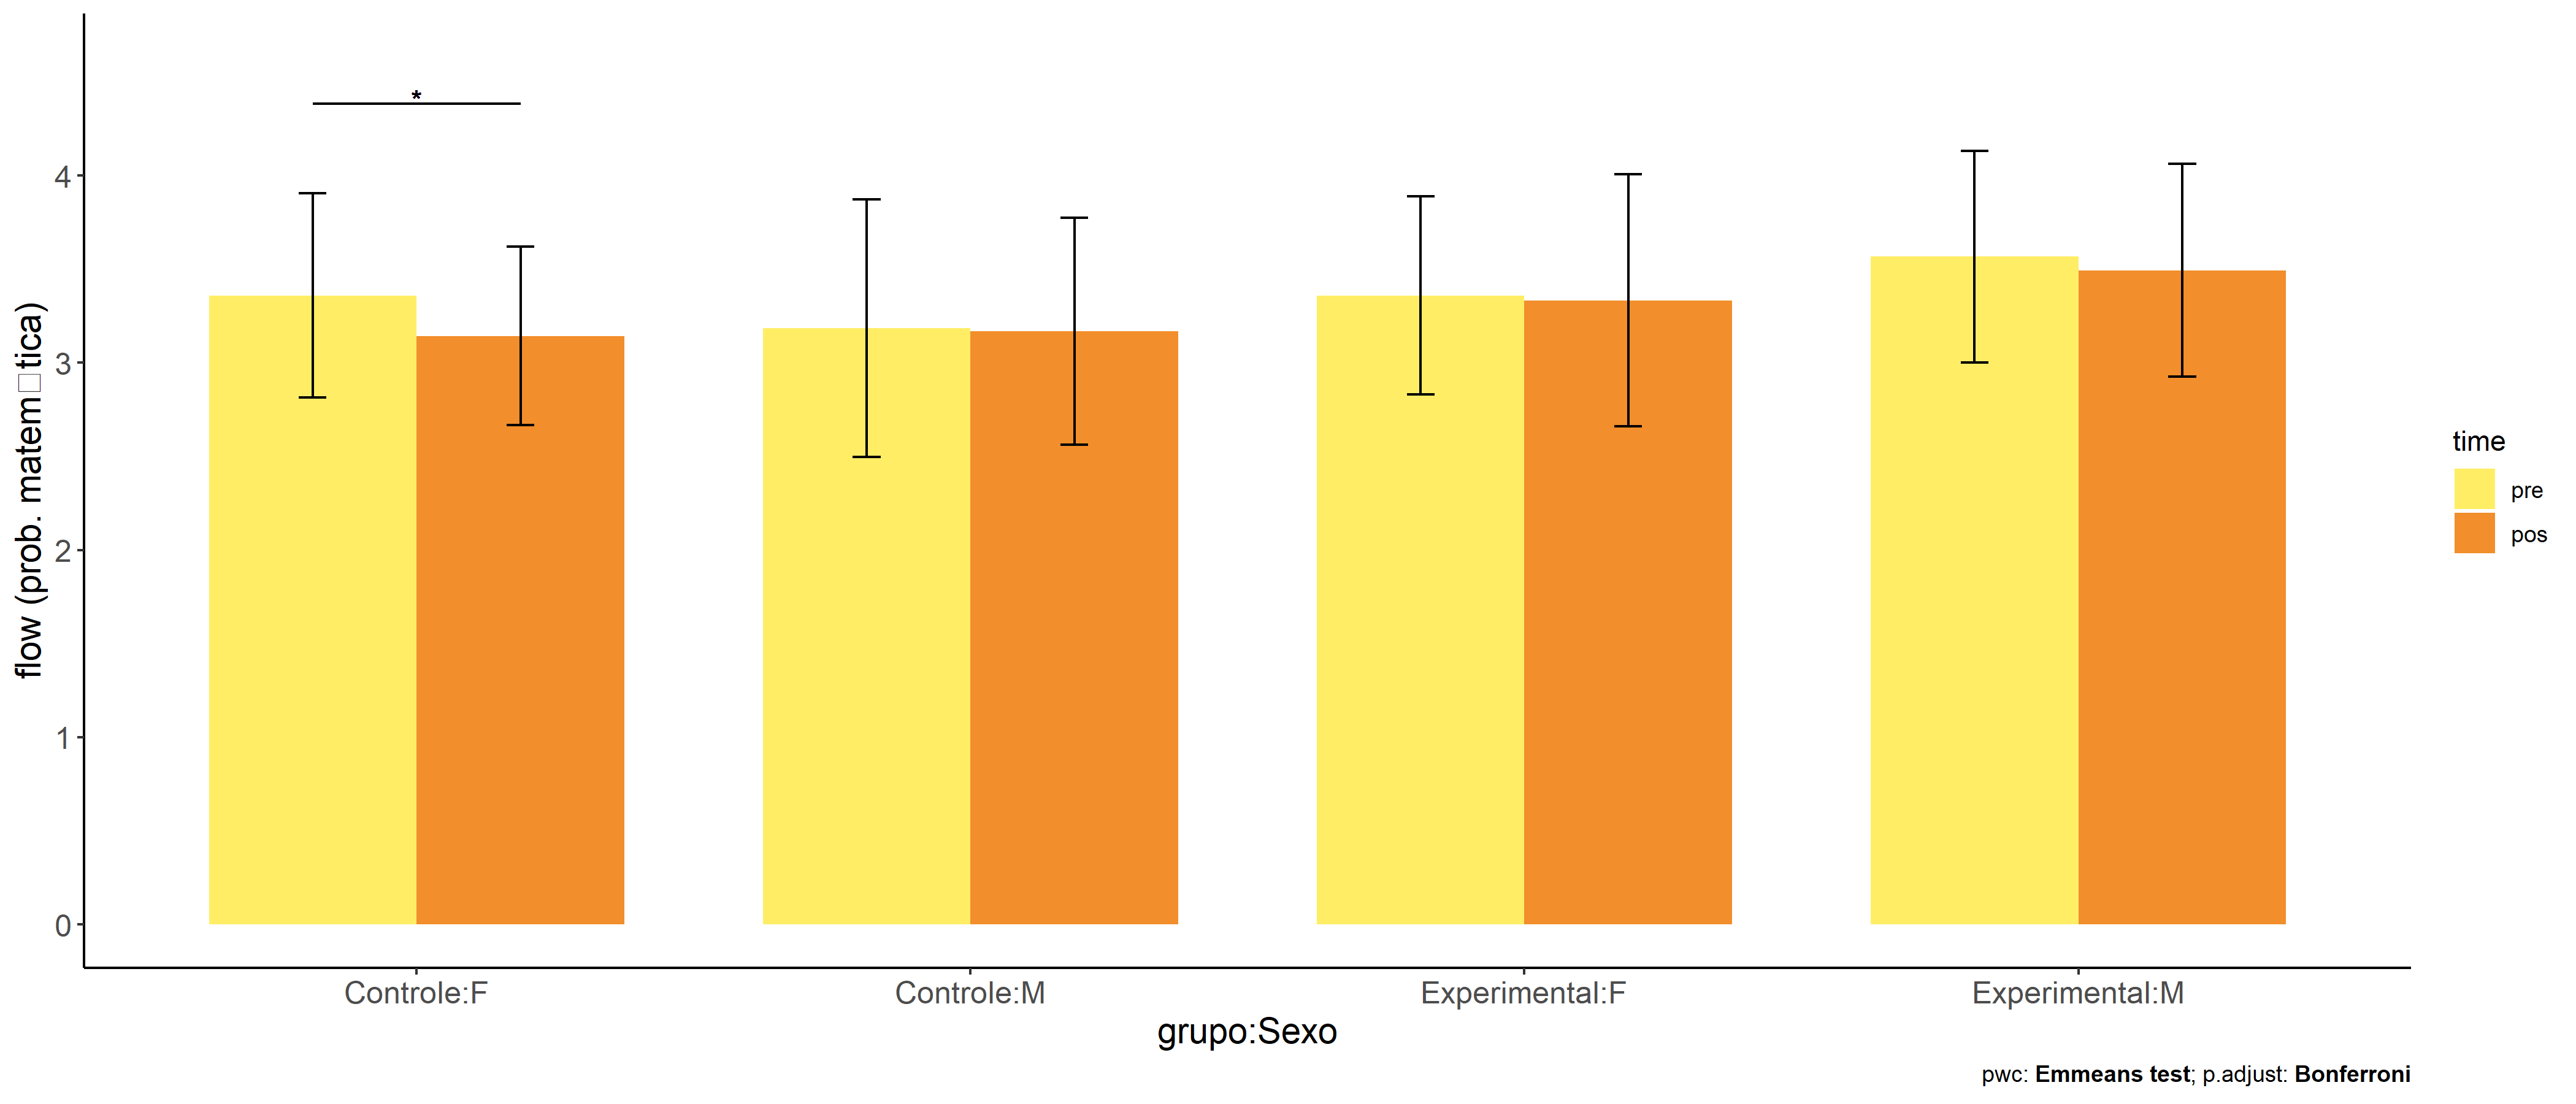 *
flow (prob. matem□tica)
4
3
2
1
0
Controle:F
Controle:M
Experimental:F
Experimental:M
grupo:Sexo
time
pre
pos
pwc: Emmeans test; p.adjust: Bonferroni